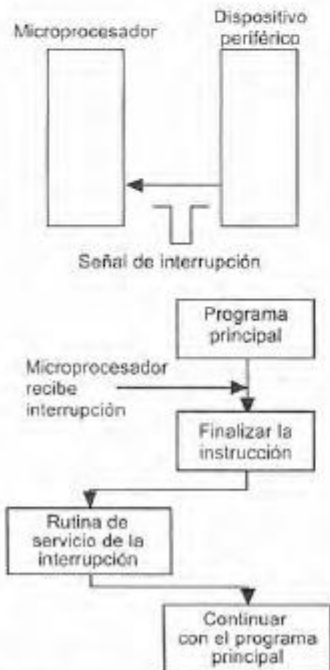 Microprocesador
Dispositivo
periférico
Señal de interrupción
Programa
principal
Microprocesador
recibe
interrupción
Finalizar la
instrucción
Rutina de
servicio de la
interrupción
Continuar
con el programa
principal